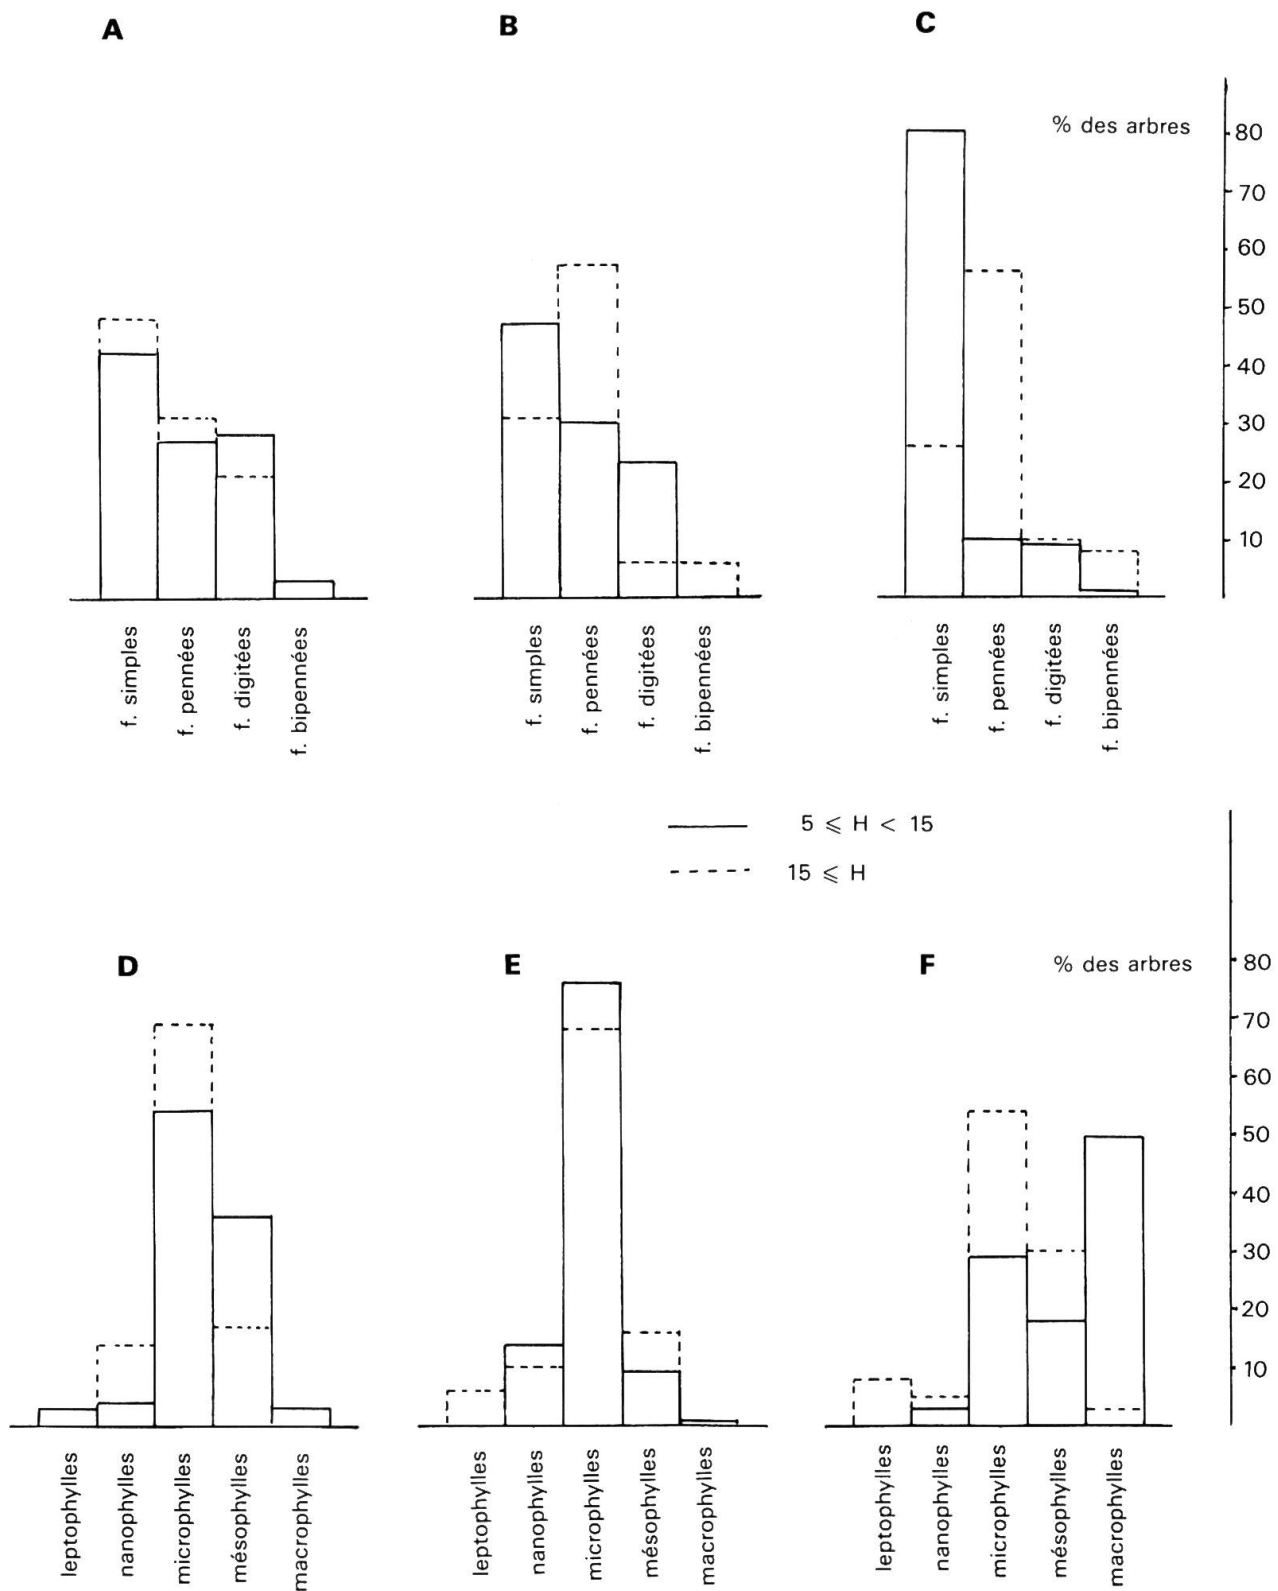 A
B
C
% des arbres
80
70
60
50
40
30
20
10
f. simples
f. pennées
f. digitées
f. bipennées
f. simples
f. pennées
f. digitées
f. bipennées
f. simples
f. pennées
f. digitées
f. bipennées
5 ⩽ H < 15
15 ⩽ H
D
E
F
% des arbres
80
70
60
50
40
30
20
10
leptophylles
nanophylles
microphylles
mésophylles
macrophylles
leptophylles
nanophylles
microphylles
mésophylles
macrophylles
leptophylles
nanophylles
microphylles
mésophylles
macrophylles